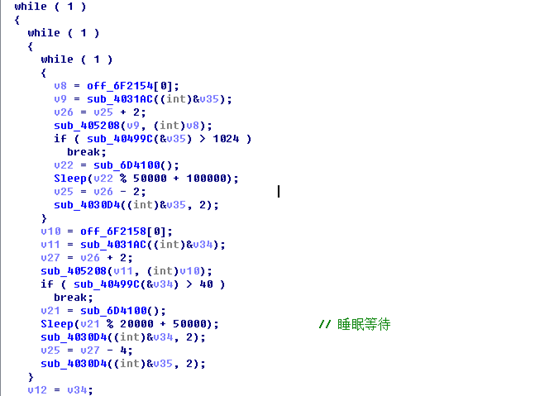 while ( 1 )
{
while ( 1 )
{
while ( 1 )
{
v8 = off_6F2154[0];
v9 = sub_4031AC((int)&v35);
v26 = v25 + 2;
sub_405208(v9, (int)v8);
if ( sub_40499C(&v35) > 1024 )
break;
v22 = sub_6D4100();
Sleep(v22 % 50000 + 100000);
v25 = v26 - 2;
sub_4030D4((int)&v35, 2);
}
v10 = off_6F2158[0];
v11 = sub_4031AC((int)&v34);
v27 = v26 + 2;
sub_405208(v11, (int)v10);
if ( sub_40499C(&v34) > 40 )
break;
v21 = sub_6D4100();
Sleep(v21 % 20000 + 50000); // 睡眠等待
sub_4030D4((int)&v34, 2);
v25 = v27 - 4;
sub_4030D4((int)&v35, 2);
}
v12 = v34;